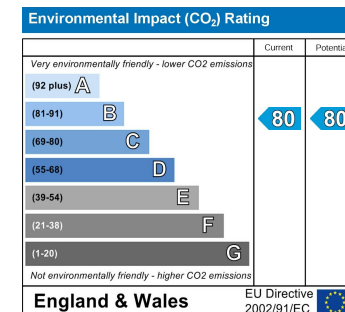 Environmental Impact (CO₂) Rating
Current Potentia
Very environmentally friendly - lower CO2 emissions
(92 plus) A
(81-91) B
80 80
(69-80) C
(55-68) D
(39-54) E
(21-38) F
(1-20) G
Not environmentally friendly - higher CO2 emissions
England & Wales
EU Directive
2002/91/EC